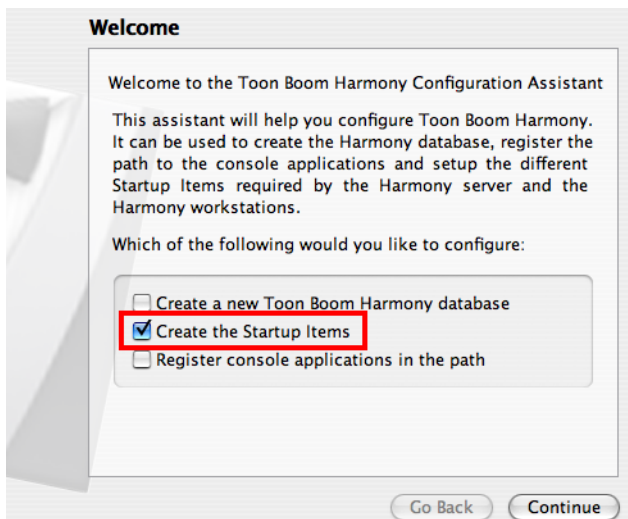 Welcome
Welcome to the Toon Boom Harmony Configuration Assistant
This assistant will help you configure Toon Boom Harmony.
It can be used to create the Harmony database, register the
path to the console applications and setup the different
Startup Items required by the Harmony server and the
Harmony workstations.
Which of the following would you like to configure:
Create a new Toon Boom Harmony database
Create the Startup Items
Register console applications in the path
Go Back
Continue